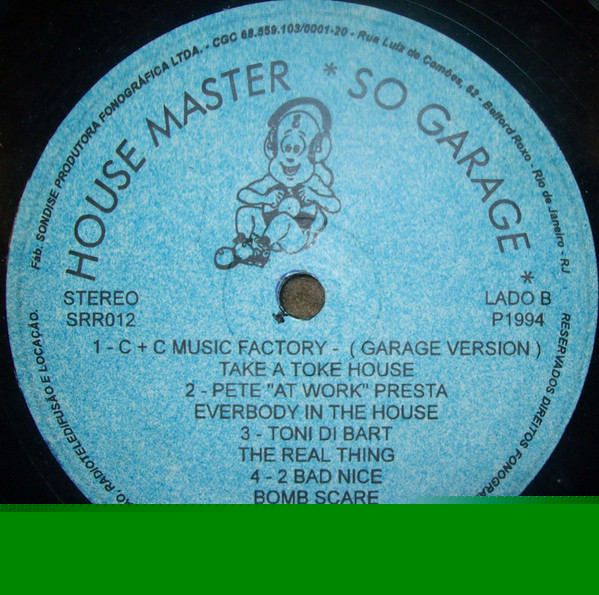 Fáb. SONDISE PRODUTORA FONOGRÁFICA LTDA. - CGC 68.559.103/0001-20 - Rua Luiz de Camões, 62 - Belford Roxo - Rio de Janeiro - RJ
HOUSE MASTER * SO GARAGE *
STEREO
SRR012
LADO B
P1994
1 - C + C MUSIC FACTORY - ( GARAGE VERSION )
TAKE A TOKE HOUSE
2 - PETE "AT WORK" PRESTA
EVERBODY IN THE HOUSE
3 - TONI DI BART
THE REAL THING
4 - 2 BAD NICE
BOMB SCARE
RESERVADOS DIREITOS
RADIOTELEDIFUSÃO E LOCAÇÃO.